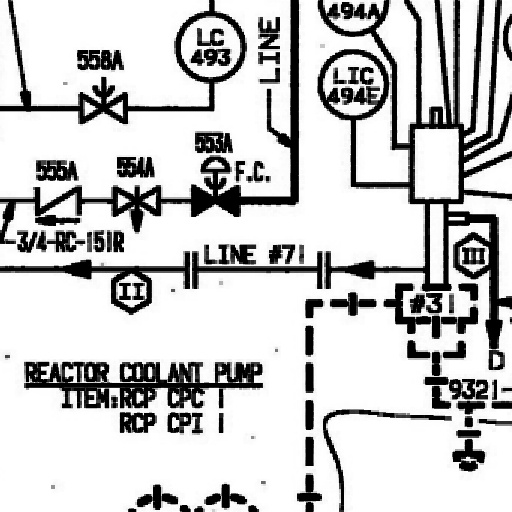 494A
LC
493
LINE
558A
LIC
494E
553A
555A
554A
F.C.
3/4-RC-151R
LINE #71
III
II
#31
D
REACTOR COOLANT PUMP
9321-
ITEM:RCP CPC 1
RCP CPI 1